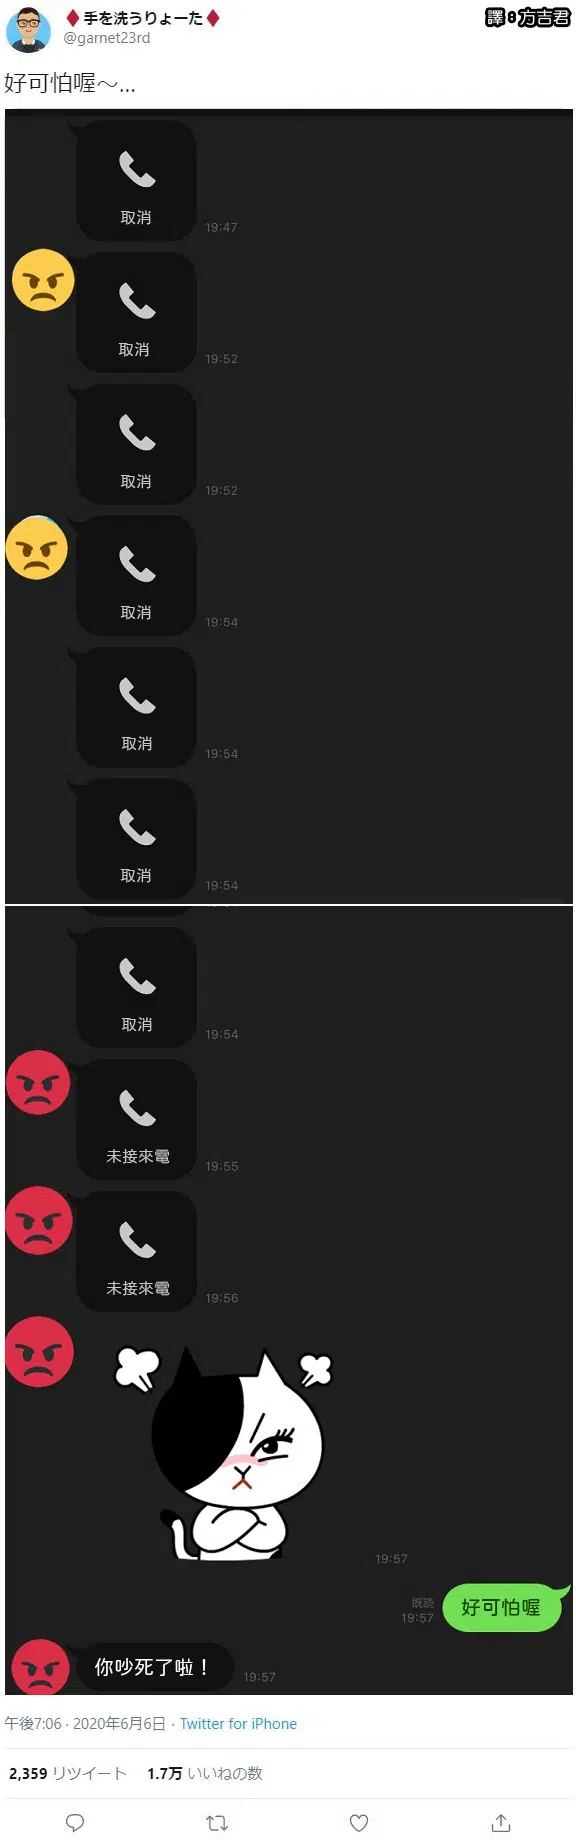 ♦手を洗うりょーた♦
譯●方吉君
@garnet23rd
好可怕喔～...
取消
19:47
取消
19:52
取消
19:52
取消
19:54
取消
19:54
取消
19:54
取消
19:54
未接來電
19:55
未接來電
19:56
19:57
既読
19:57
好可怕喔
你吵死了啦！
19:57
午後7:06 · 2020年6月6日 · Twitter for iPhone
2,359 リツイート 1.7万 いいねの数